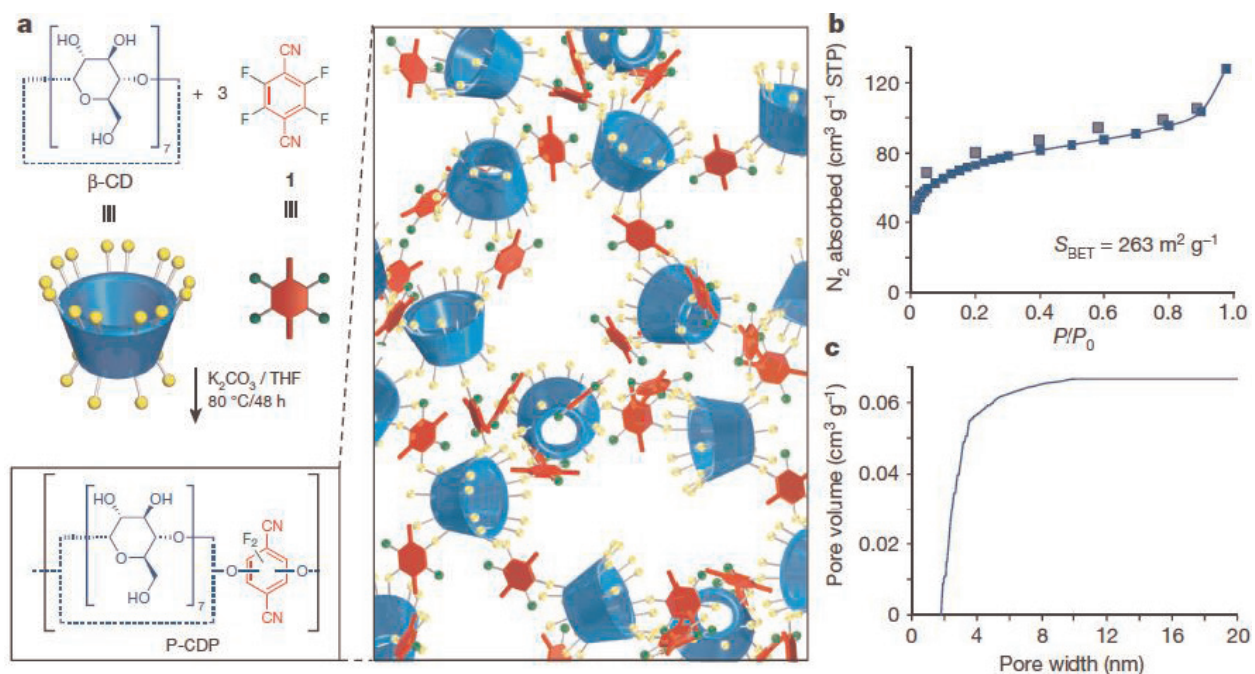 a
HO OH
O
O
HO
7
β-CD
+ 3
CN
F F
F F
CN
1
K₂CO₃ / THF
80 °C/48 h
HO OH
O
O
HO
7
O
F₂
CN
O
CN
P-CDP
b
N₂ absorbed (cm³ g⁻¹ STP)
120
80
40
0
S_BET = 263 m² g⁻¹
0.2 0.4 0.6 0.8 1.0
P/P₀
c
Pore volume (cm³ g⁻¹)
0.06
0.04
0.02
0
0 4 8 12 16 20
Pore width (nm)